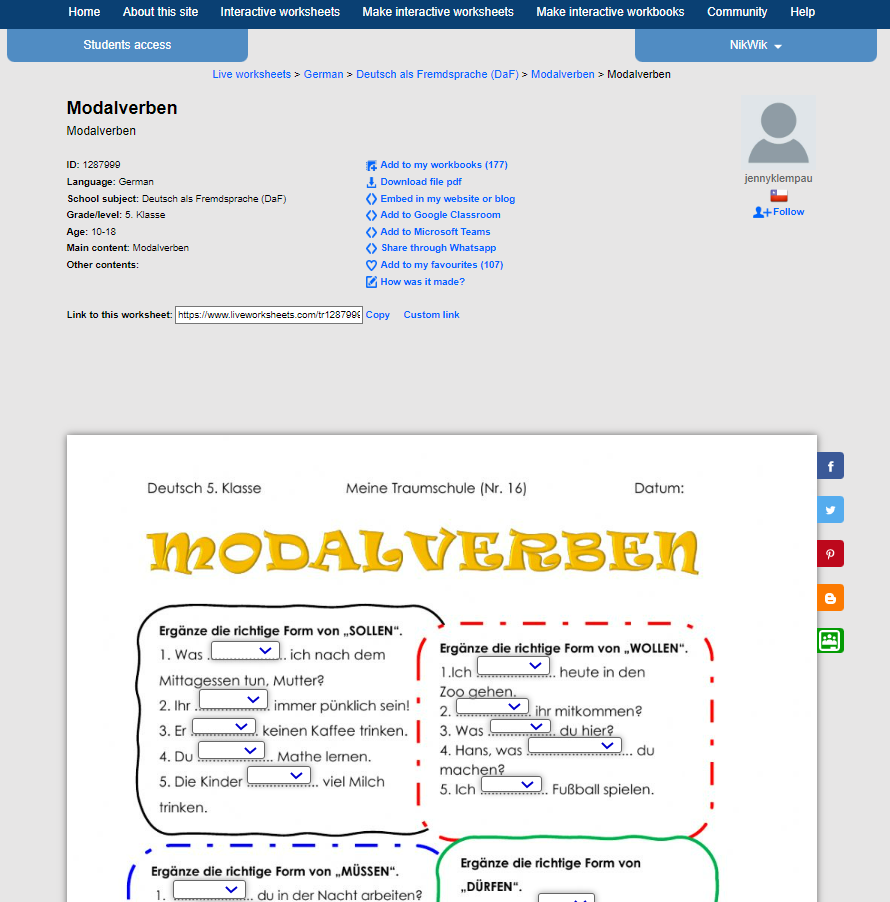 Home About this site Interactive worksheets Make interactive worksheets Make interactive workbooks Community Help
Students access
NikWik
Live worksheets > German > Deutsch als Fremdsprache (DaF) > Modalverben > Modalverben
Modalverben
Modalverben
ID: 1287999
Language: German
School subject: Deutsch als Fremdsprache (DaF)
Grade/level: 5. Klasse
Age: 10-18
Main content: Modalverben
Other contents:
Add to my workbooks (177)
Download file pdf
Embed in my website or blog
Add to Google Classroom
Add to Microsoft Teams
Share through Whatsapp
Add to my favourites (107)
How was it made?
jennyklempau
Follow
Link to this worksheet: https://www.liveworksheets.com/tr1287999 Copy Custom link
Deutsch 5. Klasse Meine Traumschule (Nr. 16) Datum:
MODALVERBEN
Ergänze die richtige Form von „SOLLEN“.
1. Was ich nach dem
Mittagessen tun, Mutter?
2. Ihr immer pünklich sein!
3. Er keinen Kaffee trinken.
4. Du Mathe lernen.
5. Die Kinder viel Milch
trinken.
Ergänze die richtige Form von „WOLLEN“.
1.Ich heute in den
Zoo gehen.
2. ihr mitkommen?
3. Was du hier?
4. Hans, was du
machen?
5. Ich Fußball spielen.
Ergänze die richtige Form von „MÜSSEN“.
1. du in der Nacht arbeiten?
Ergänze die richtige Form von
„DÜRFEN“.